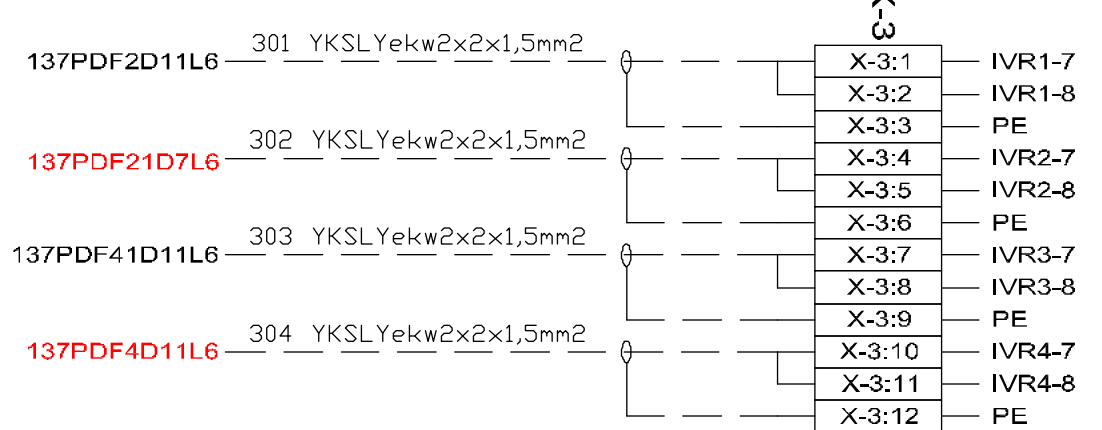 X-3
301 YKSLYekw2x2x1,5mm2
137PDF2D11L6 X-3:1 IVR1-7
X-3:2 IVR1-8
X-3:3 PE
302 YKSLYekw2x2x1,5mm2
137PDF21D7L6 X-3:4 IVR2-7
X-3:5 IVR2-8
X-3:6 PE
303 YKSLYekw2x2x1,5mm2
137PDF41D11L6 X-3:7 IVR3-7
X-3:8 IVR3-8
X-3:9 PE
304 YKSLYekw2x2x1,5mm2
137PDF4D11L6 X-3:10 IVR4-7
X-3:11 IVR4-8
X-3:12 PE